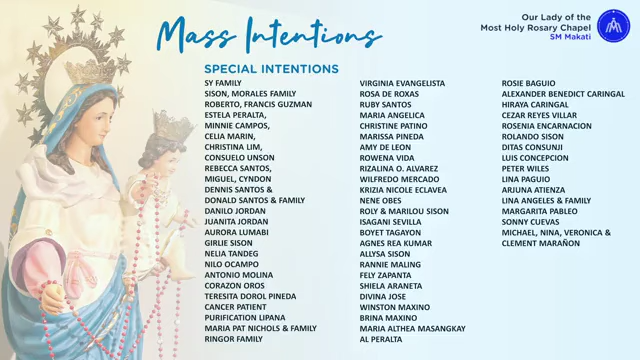 Mass Intentions
Our Lady of the
Most Holy Rosary Chapel
SM Makati
SPECIAL INTENTIONS
SY FAMILY
SISON, MORALES FAMILY
ROBERTO, FRANCIS GUZMAN
ESTELA PERALTA,
MINNIE CAMPOS,
CELIA MARIN,
CHRISTINA LIM,
CONSUELO UNSON
REBECCA SANTOS,
MIGUEL, CYNDON
DENNIS SANTOS &
DONALD SANTOS & FAMILY
DANILO JORDAN
JUANITA JORDAN
AURORA LUMABI
GIRLIE SISON
NELIA TANDEG
NILO OCAMPO
ANTONIO MOLINA
CORAZON OROS
TERESITA DOROL PINEDA
CANCER PATIENT
PURIFICATION LIPANA
MARIA PAT NICHOLS & FAMILY
RINGOR FAMILY
VIRGINIA EVANGELISTA
ROSA DE ROXAS
RUBY SANTOS
MARIA ANGELICA
CHRISTINE PATINO
MARISSA PINEDA
AMY DE LEON
ROWENA VIDA
RIZALINA O. ALVAREZ
WILFREDO MERCADO
KRIZIA NICOLE ECLAVEA
NENE OBES
ROLY & MARILOU SISON
ISAGANI SEVILLA
BOYET TAGAYON
AGNES REA KUMAR
ALLYSA SISON
RANNIE MALING
FELY ZAPANTA
SHIELA ARANETA
DIVINA JOSE
WINSTON MAXINO
BRINA MAXINO
MARIA ALTHEA MASANGKAY
AL PERALTA
ROSIE BAGUIO
ALEXANDER BENEDICT CARINGAL
HIRAYA CARINGAL
CEZAR REYES VILLAR
ROSENIA ENCARNACION
ROLANDO SISON
DITAS CONSUNJI
LUIS CONCEPCION
PETER WILES
LINA PAGUIO
ARJUNA ATIENZA
LINA ANGELES & FAMILY
MARGARITA PABLEO
SONNY CUEVAS
MICHAEL, NINA, VERONICA &
CLEMENT MARAÑON